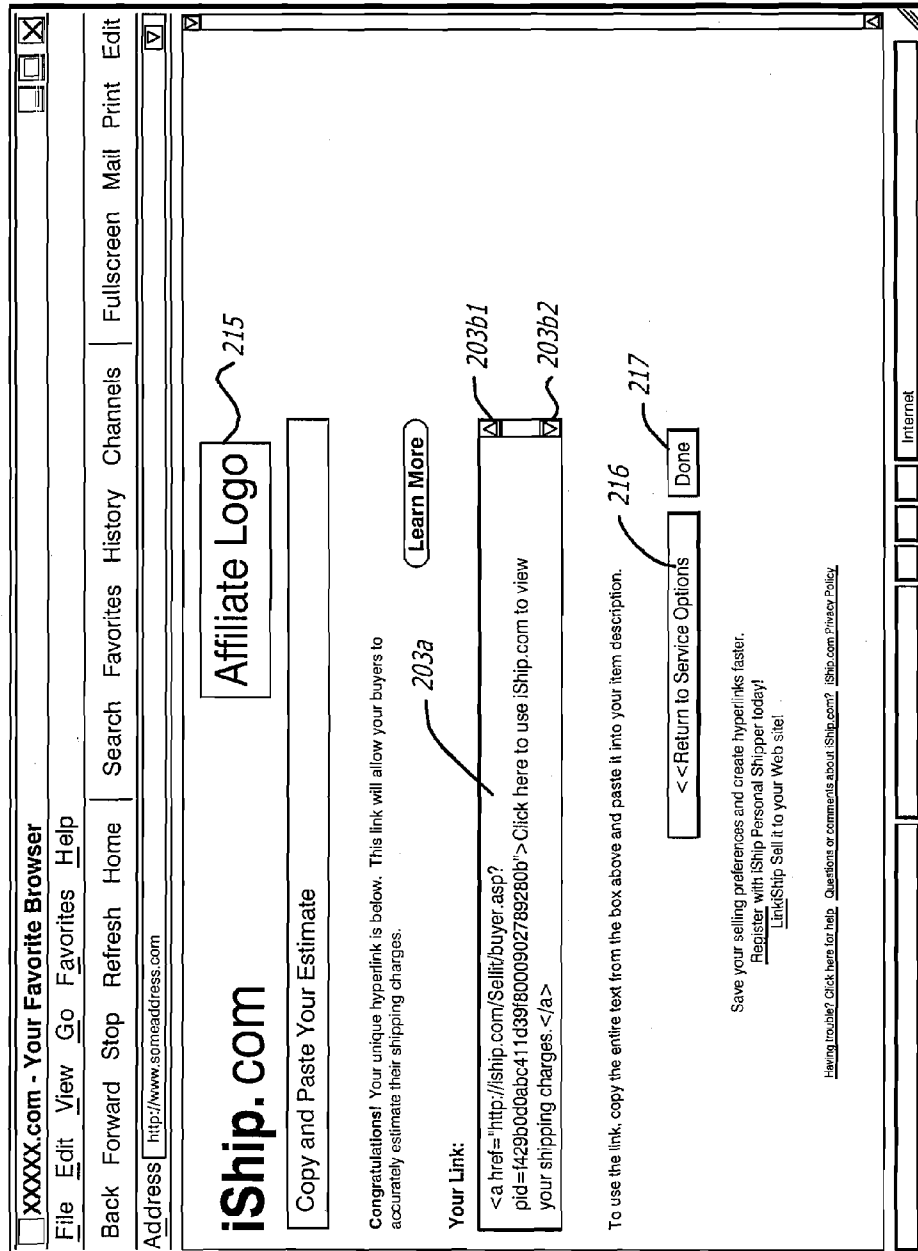 XXXXX.com - Your Favorite Browser
File Edit View Go Favorites Help
Back Forward Stop Refresh Home Search Favorites History Channels Fullscreen Mail Print Edit
Address http://www.someaddress.com
iShip.com
Affiliate Logo
215
Copy and Paste Your Estimate
Congratulations! Your unique hyperlink is below. This link will allow your buyers to
accurately estimate their shipping charges.
Learn More
203a
Your Link:
203b1
<a href="http://iship.com/Sellit/buyer.asp?
pid=f429b0d0abc411d39f8000902789280b">Click here to use iShip.com to view
your shipping charges.</a>
203b2
To use the link, copy the entire text from the box above and paste it into your item description.
216
217
<<Return to Service Options
Done
Save your selling preferences and create hyperlinks faster.
Register with iShip Personal Shipper today!
LinkiShip Sell it to your Web site!
Having trouble? Click here for help Questions or comments about iShip.com? iShip.com Privacy Policy
Internet